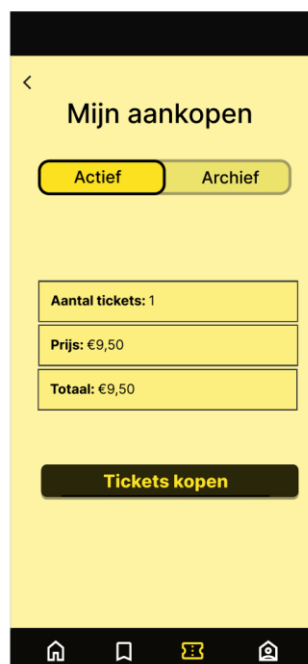 Mijn aankopen
Actief Archief
Aantal tickets: 1
Prijs: €9,50
Totaal: €9,50
Tickets kopen